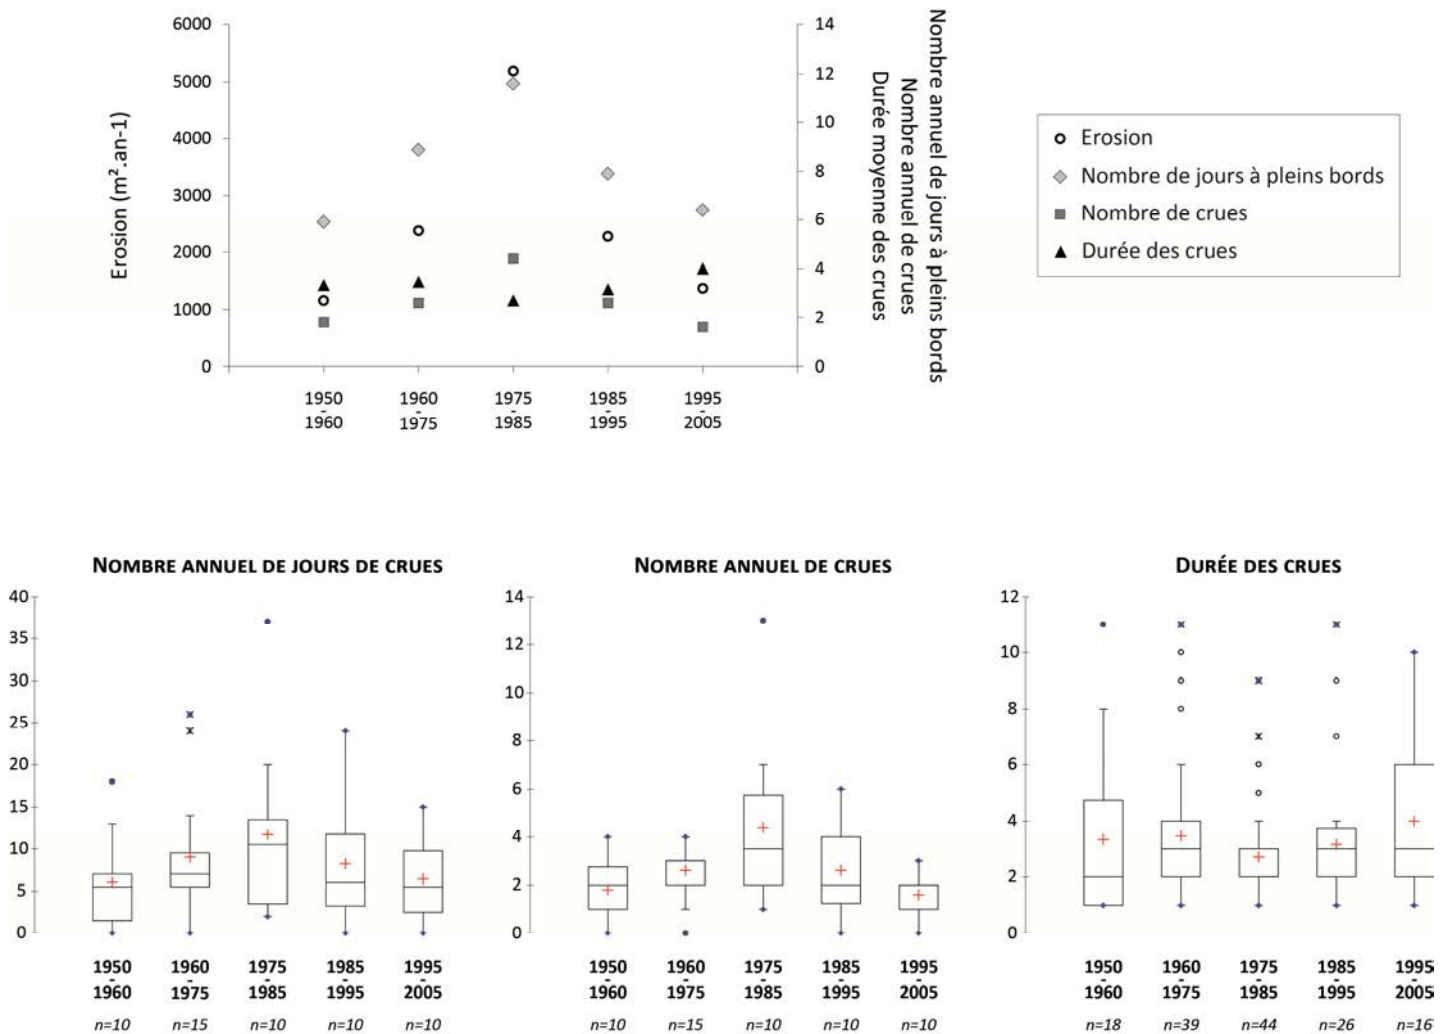 6000
5000
4000
3000
2000
1000
0
Erosion (m².an-1)
14
12
10
8
6
4
2
0
Nombre annuel de jours à pleins bords
Nombre annuel de crues
Durée moyenne des crues
1950 - 1960
1960 - 1975
1975 - 1985
1985 - 1995
1995 - 2005
Erosion
Nombre de jours à pleins bords
Nombre de crues
Durée des crues
NOMBRE ANNUEL DE JOURS DE CRUES
40
35
30
25
20
15
10
5
0
1950 - 1960
1960 - 1975
1975 - 1985
1985 - 1995
1995 - 2005
n=10 n=15 n=10 n=10 n=10
NOMBRE ANNUEL DE CRUES
14
12
10
8
6
4
2
0
1950 - 1960
1960 - 1975
1975 - 1985
1985 - 1995
1995 - 2005
n=10 n=15 n=10 n=10 n=10
DURÉE DES CRUES
12
10
8
6
4
2
0
1950 - 1960
1960 - 1975
1975 - 1985
1985 - 1995
1995 - 2005
n=18 n=39 n=44 n=26 n=16